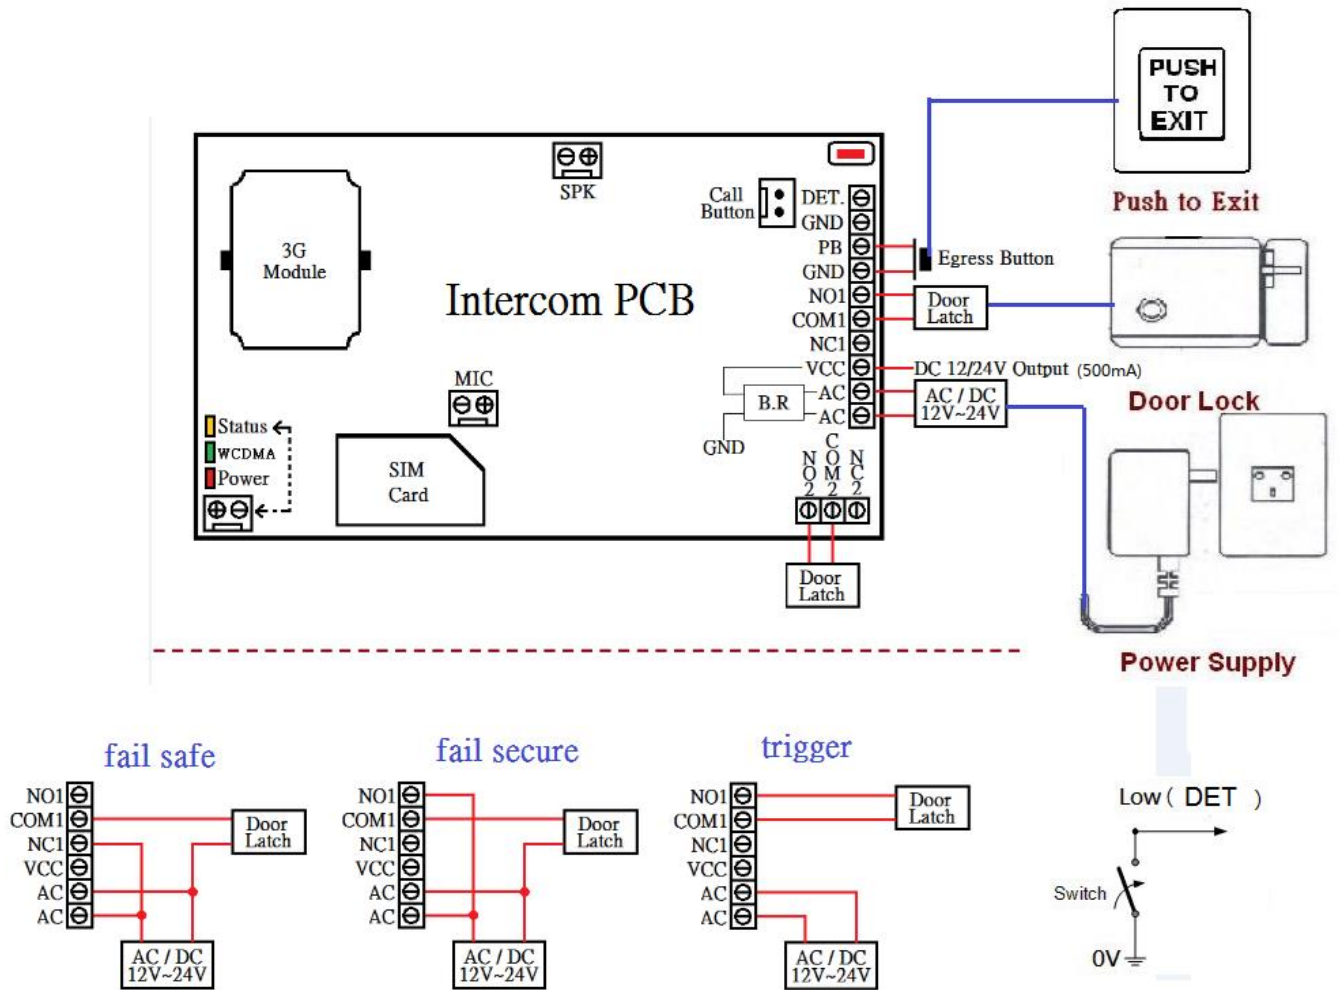 PUSH
TO
EXIT
Push to Exit
SPK
Call
Button
DET.
GND
PB
GND
NO1
COM1
NC1
VCC
AC
AC
Egress Button
Door
Latch
DC 12/24V Output (500mA)
AC / DC
12V~24V
Door Lock
3G
Module
Intercom PCB
MIC
B.R
GND
Status
WCDMA
Power
SIM
Card
NO2
COM2
NC2
Door
Latch
Power Supply
fail safe
NO1
COM1
NC1
VCC
AC
AC
Door
Latch
AC / DC
12V~24V
fail secure
NO1
COM1
NC1
VCC
AC
AC
Door
Latch
AC / DC
12V~24V
trigger
NO1
COM1
NC1
VCC
AC
AC
Door
Latch
AC / DC
12V~24V
Low ( DET )
Switch
0V